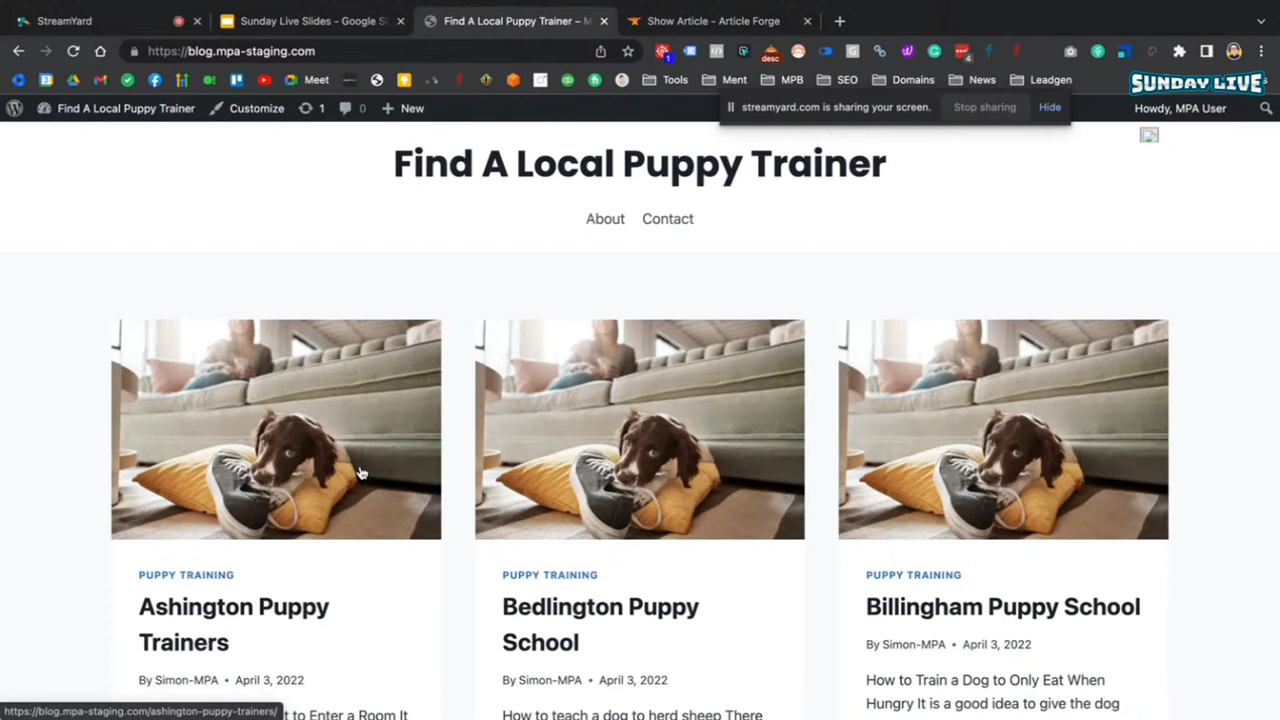 StreamYard
Sunday Live Slides - Google Sl
Find A Local Puppy Trainer – M
Show Article - Article Forge
https://blog.mpa-staging.com
1
desc
4
Meet
Tools
Ment
MPB
SEO
Domains
News
Leadgen
SUNDAY LIVE
Find A Local Puppy Trainer
Customize
1
0
New
streamyard.com is sharing your screen.
Stop sharing
Hide
Howdy, MPA User
Find A Local Puppy Trainer
About Contact
PUPPY TRAINING
Ashington Puppy
Trainers
By Simon-MPA • April 3, 2022
t to Enter a Room It
PUPPY TRAINING
Bedlington Puppy
School
By Simon-MPA • April 3, 2022
How to teach a dog to herd sheep There
PUPPY TRAINING
Billingham Puppy School
By Simon-MPA • April 3, 2022
How to Train a Dog to Only Eat When
Hungry It is a good idea to give the dog
https://blog.mpa-staging.com/ashington-puppy-trainers/